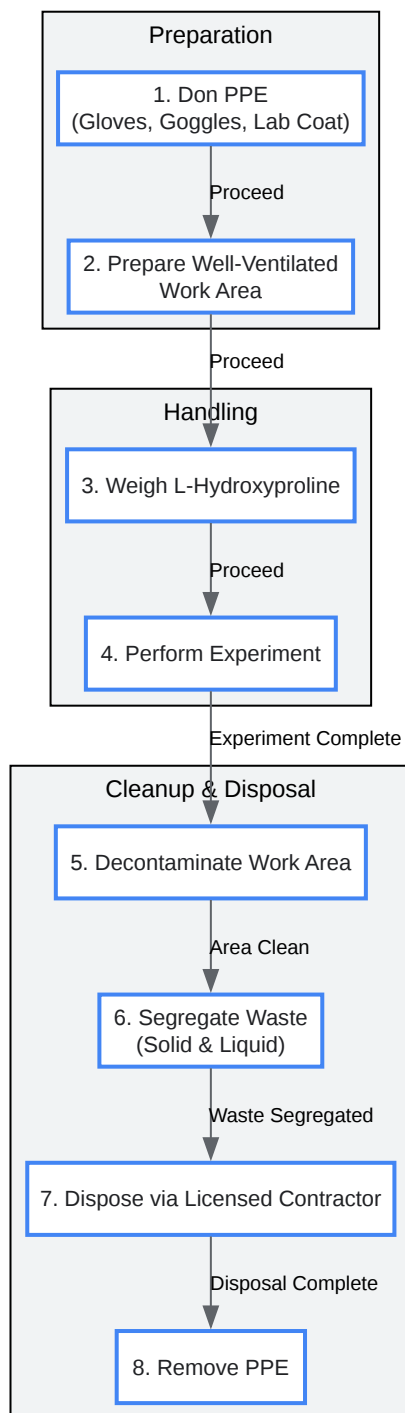 Preparation
1. Don PPE
(Gloves, Goggles, Lab Coat)
Proceed
2. Prepare Well-Ventilated
Work Area
Proceed
Handling
3. Weigh L-Hydroxyproline
Proceed
4. Perform Experiment
Experiment Complete
Cleanup & Disposal
5. Decontaminate Work Area
Area Clean
6. Segregate Waste
(Solid & Liquid)
Waste Segregated
7. Dispose via Licensed Contractor
Disposal Complete
8. Remove PPE